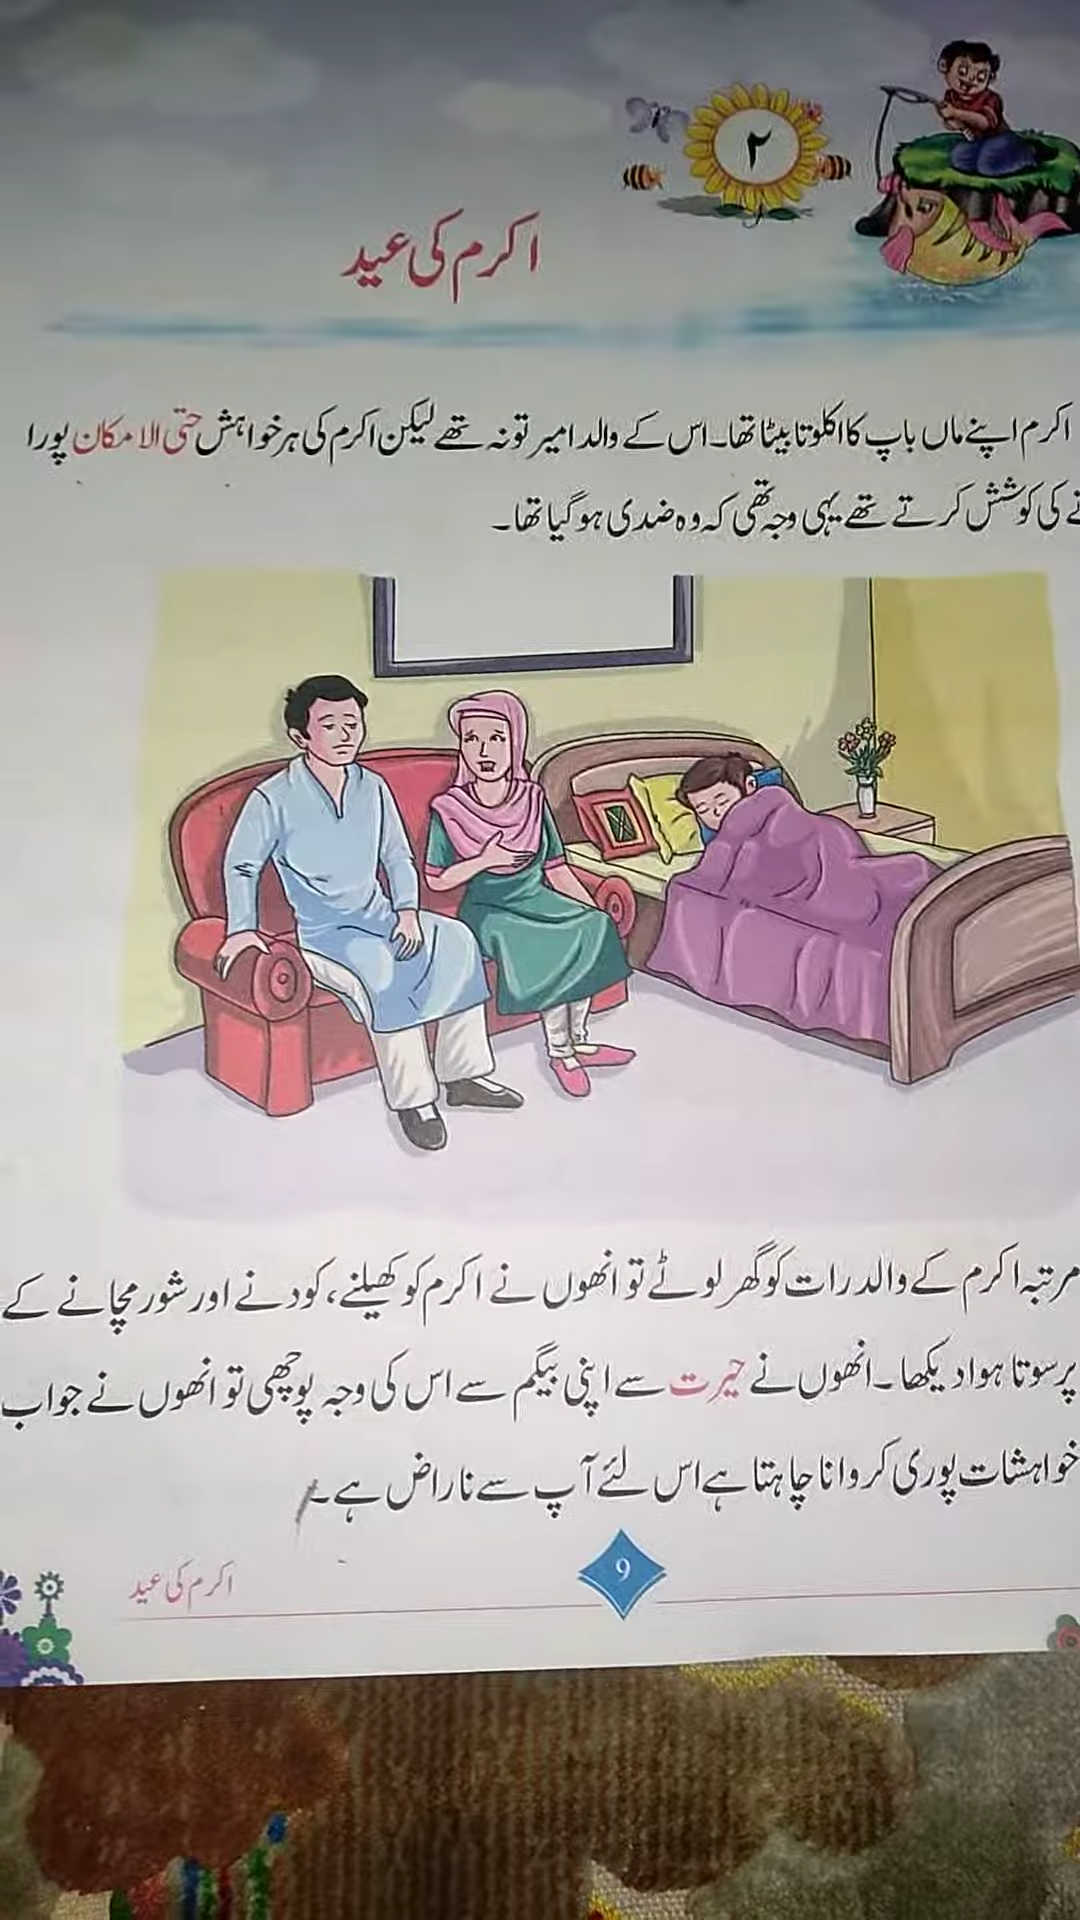 ۲
اکرم کی عید
اکرم اپنے ماں باپ کا اکلوتا بیٹا تھا۔ اس کے والد امیر تو نہ تھے لیکن اکرم کی ہر خواہش حتی الامکان پورا
نے کی کوشش کرتے تھے یہی وجہ تھی کہ وہ ضدی ہو گیا تھا۔
مرتبہ اکرم کے والد رات کو گھر لوٹے تو انھوں نے اکرم کو کھیلنے، کودنے اور شور مچانے کے
پر سوتا ہوا دیکھا۔ انھوں نے حیرت سے اپنی بیگم سے اس کی وجہ پوچھی تو انھوں نے جواب
خواہشات پوری کروانا چاہتا ہے اس لئے آپ سے ناراض ہے۔
9
اکرم کی عید